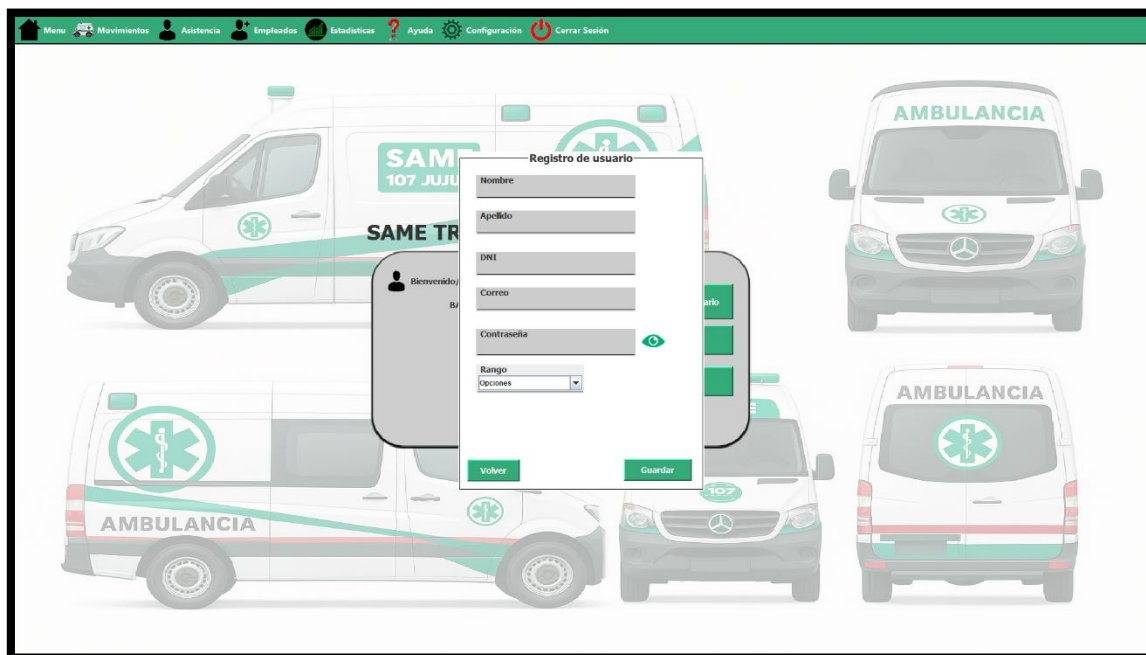 Menu Movimientos Asistencia Empleados Estadísticas Ayuda Configuración Cerrar Sesión
AMBULANCIA
SAME
107 JUJU
Registro de usuario
Nombre
Apellido
SAME TR
DNI
Bienvenido/
Correo
B/
ario
Contraseña
Rango
Opciones
AMBULANCIA
Volver
Guardar
107
AMBULANCIA